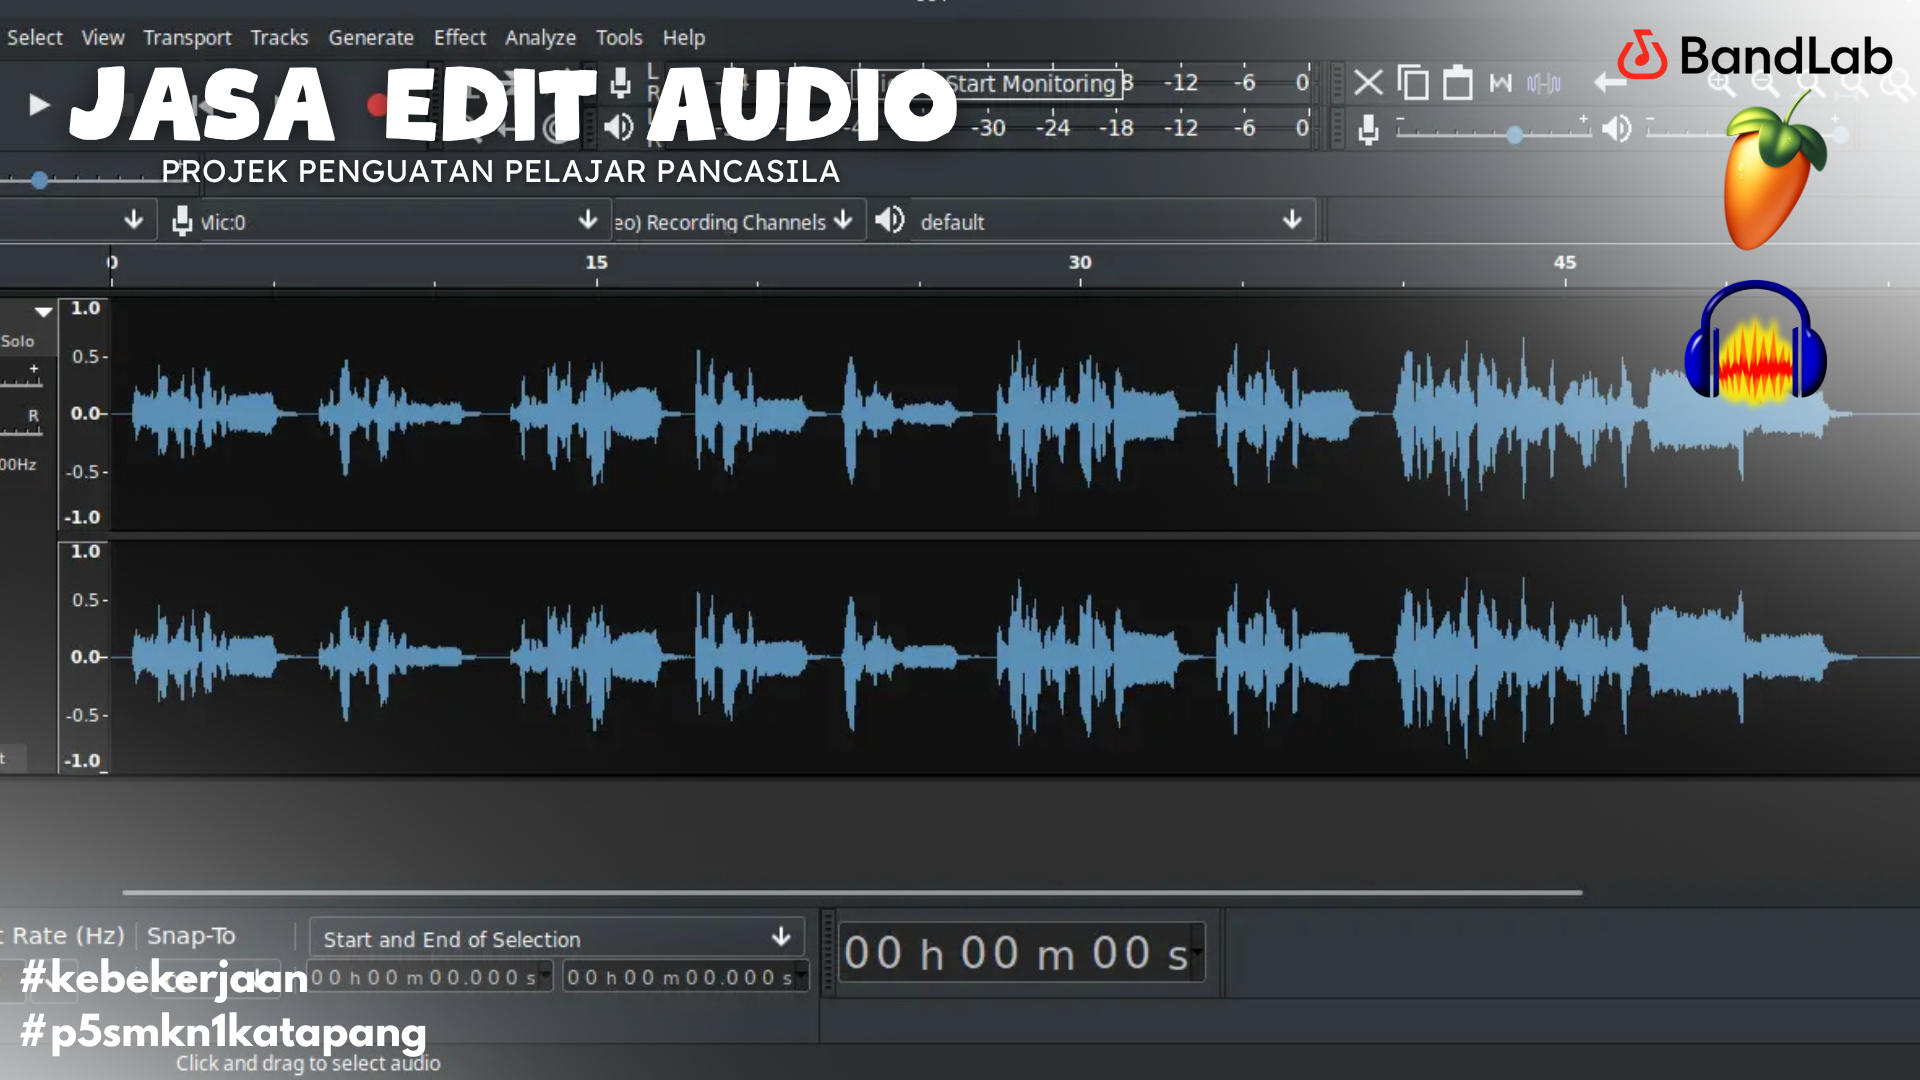 Select View Transport Tracks Generate Effect Analyze Tools Help
BandLab
JASA EDIT AUDIO
L
R
Start Monitoring 8 -12 -6 0
-30 -24 -18 -12 -6 0
PROJEK PENGUATAN PELAJAR PANCASILA
Mic:0
eo) Recording Channels
default
0 15 30 45
Solo
R
00Hz
1.0
0.5
0.0
-0.5
-1.0
1.0
0.5
0.0
-0.5
-1.0
t Rate (Hz) Snap-To
Start and End of Selection
00 h 00 m 00 s
#kebekerjaan
00 h 00 m 00.000 s
00 h 00 m 00.000 s
#p5smkn1katapang
Click and drag to select audio